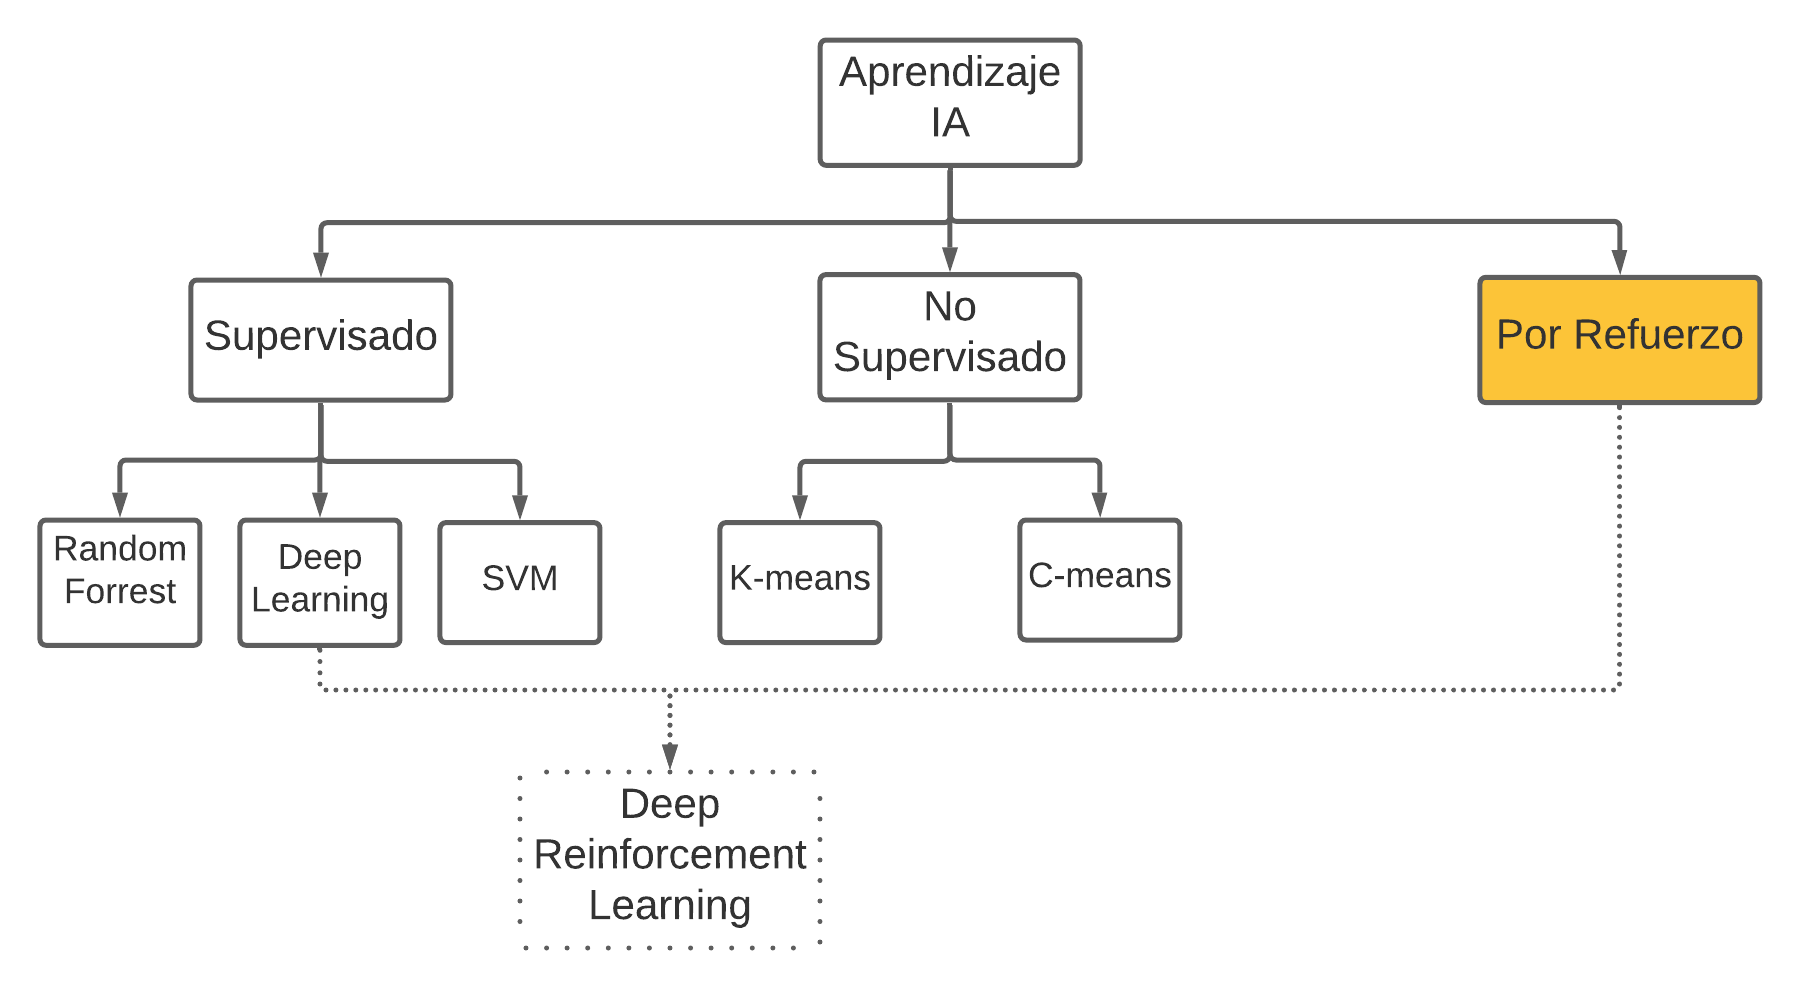 Aprendizaje
IA
Supervisado
No
Supervisado
Por Refuerzo
Random
Forrest
Deep
Learning
SVM
K-means
C-means
Deep
Reinforcement
Learning